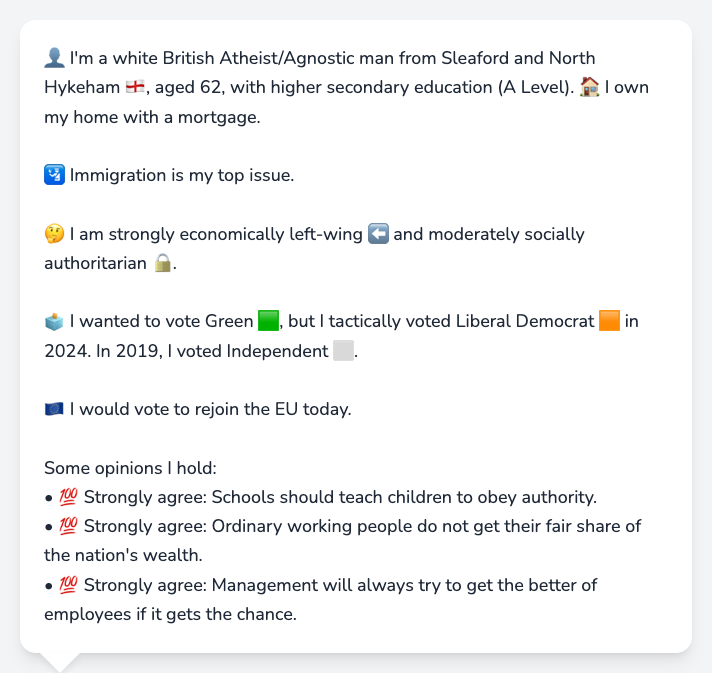 👤 I'm a white British Atheist/Agnostic man from Sleaford and North
Hykeham 🏴󠁧󠁢󠁥󠁮󠁧󠁿, aged 62, with higher secondary education (A Level). 🏠 I own
my home with a mortgage.
🛂 Immigration is my top issue.
🤔 I am strongly economically left-wing ⬅️ and moderately socially
authoritarian 🔒.
🗳️ I wanted to vote Green 🟩, but I tactically voted Liberal Democrat 🟧 in
2024. In 2019, I voted Independent ⬜.
🇪🇺 I would vote to rejoin the EU today.
Some opinions I hold:
• 💯 Strongly agree: Schools should teach children to obey authority.
• 💯 Strongly agree: Ordinary working people do not get their fair share of
the nation's wealth.
• 💯 Strongly agree: Management will always try to get the better of
employees if it gets the chance.